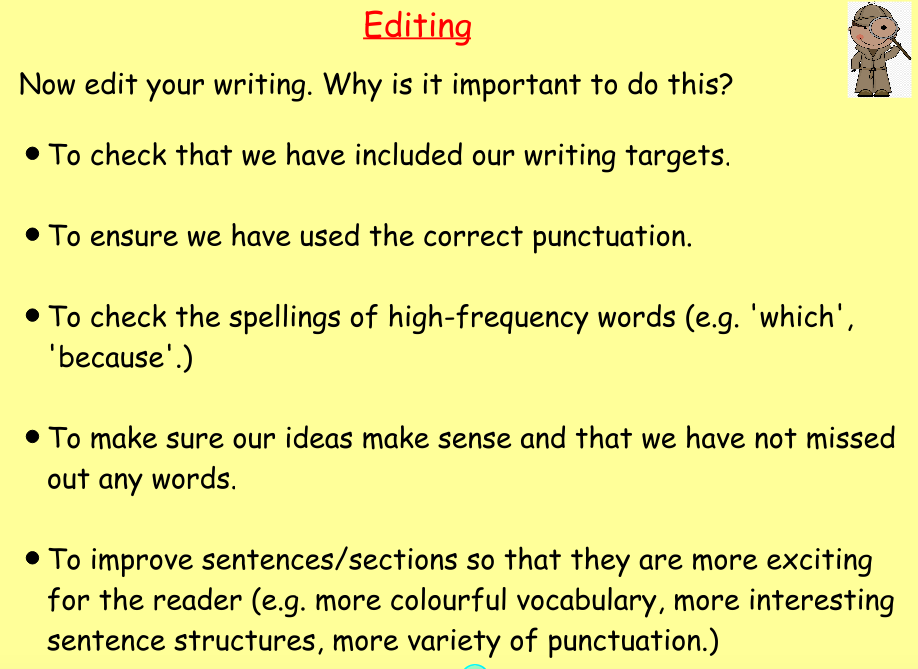 Editing
Now edit your writing. Why is it important to do this?
• To check that we have included our writing targets.
• To ensure we have used the correct punctuation.
• To check the spellings of high-frequency words (e.g. 'which',
'because'.)
• To make sure our ideas make sense and that we have not missed
out any words.
• To improve sentences/sections so that they are more exciting
for the reader (e.g. more colourful vocabulary, more interesting
sentence structures, more variety of punctuation.)